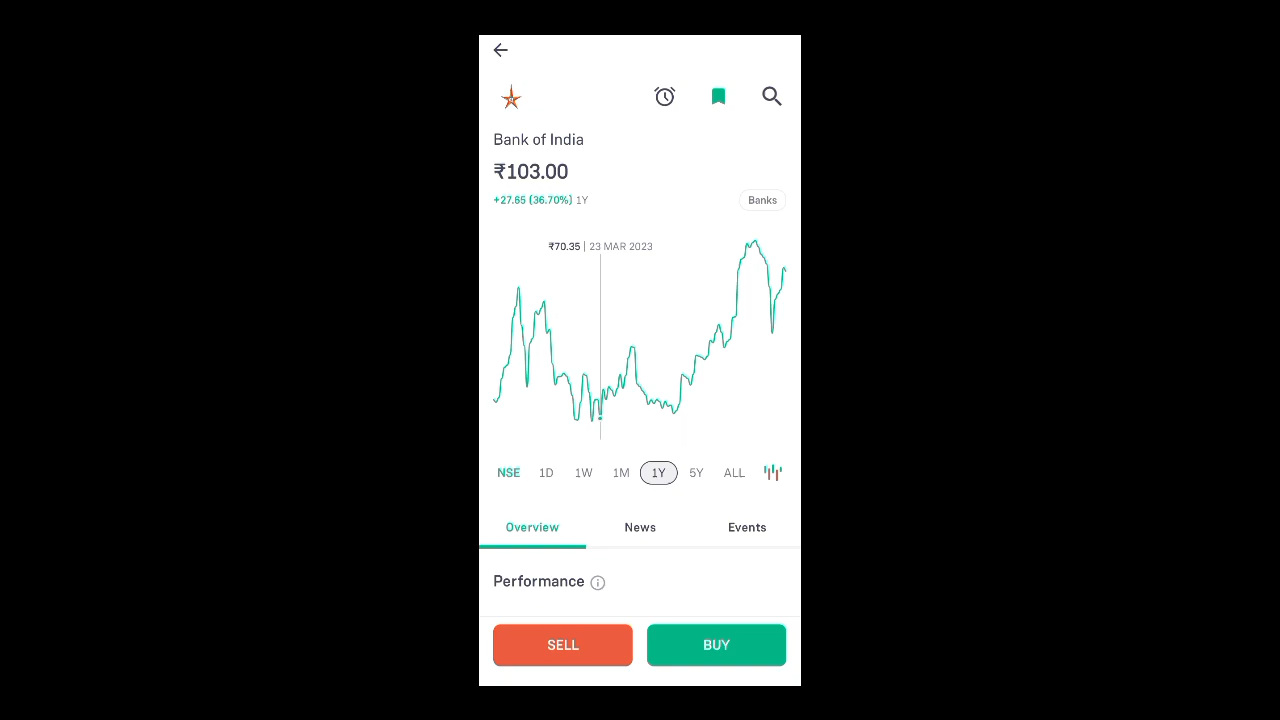 Bank of India
₹103.00
+27.65 (36.70%) 1Y
Banks
₹70.35 | 23 MAR 2023
NSE 1D 1W 1M 1Y 5Y ALL
Overview News Events
Performance
SELL BUY